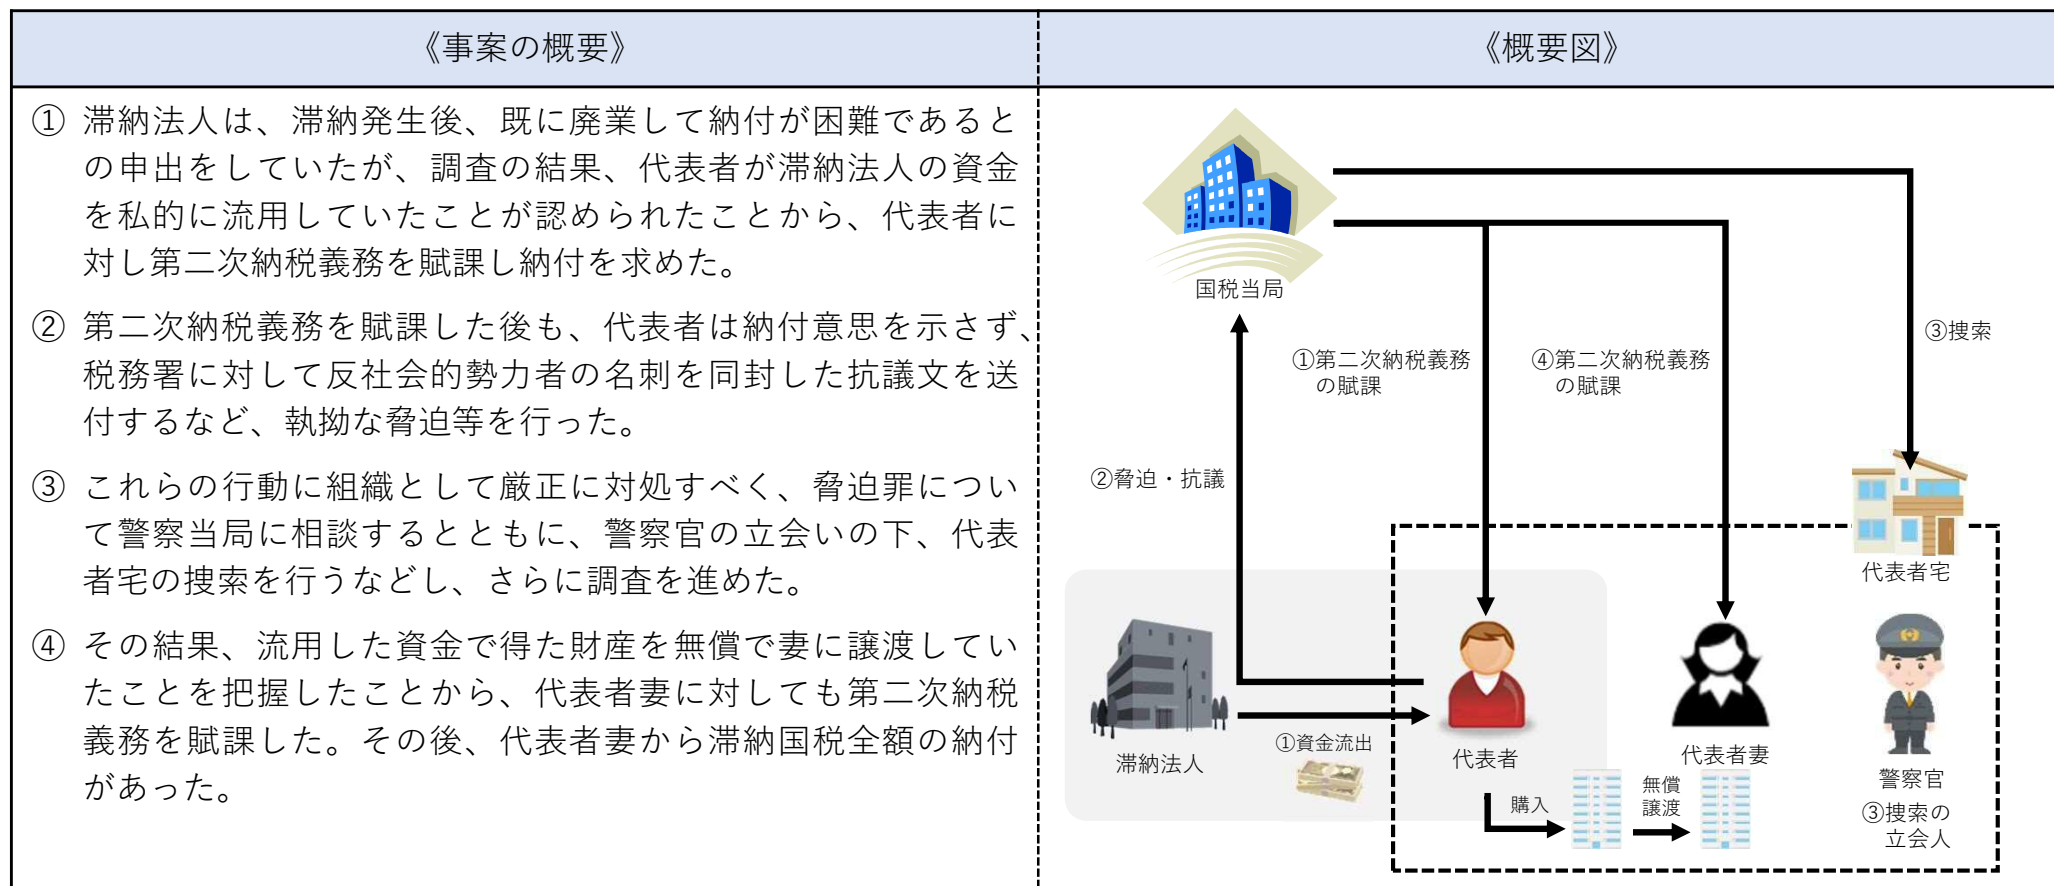 《事案の概要》
① 滞納法人は、滞納発生後、既に廃業して納付が困難であると
の申出をしていたが、調査の結果、代表者が滞納法人の資金
を私的に流用していたことが認められたことから、代表者に
対し第二次納税義務を賦課し納付を求めた。
② 第二次納税義務を賦課した後も、代表者は納付意思を示さず、
税務署に対して反社会的勢力者の名刺を同封した抗議文を送
付するなど、執拗な脅迫等を行った。
③ これらの行動に組織として厳正に対処すべく、脅迫罪につい
て警察当局に相談するとともに、警察官の立会いの下、代表
者宅の捜索を行うなどし、さらに調査を進めた。
④ その結果、流用した資金で得た財産を無償で妻に譲渡してい
たことを把握したことから、代表者妻に対しても第二次納税
義務を賦課した。その後、代表者妻から滞納国税全額の納付
があった。
《概要図》
国税当局
①第二次納税義務
の賦課
④第二次納税義務
の賦課
③捜索
②脅迫・抗議
代表者宅
滞納法人
①資金流出
代表者
代表者妻
警察官
③捜索の
立会人
購入
無償
譲渡